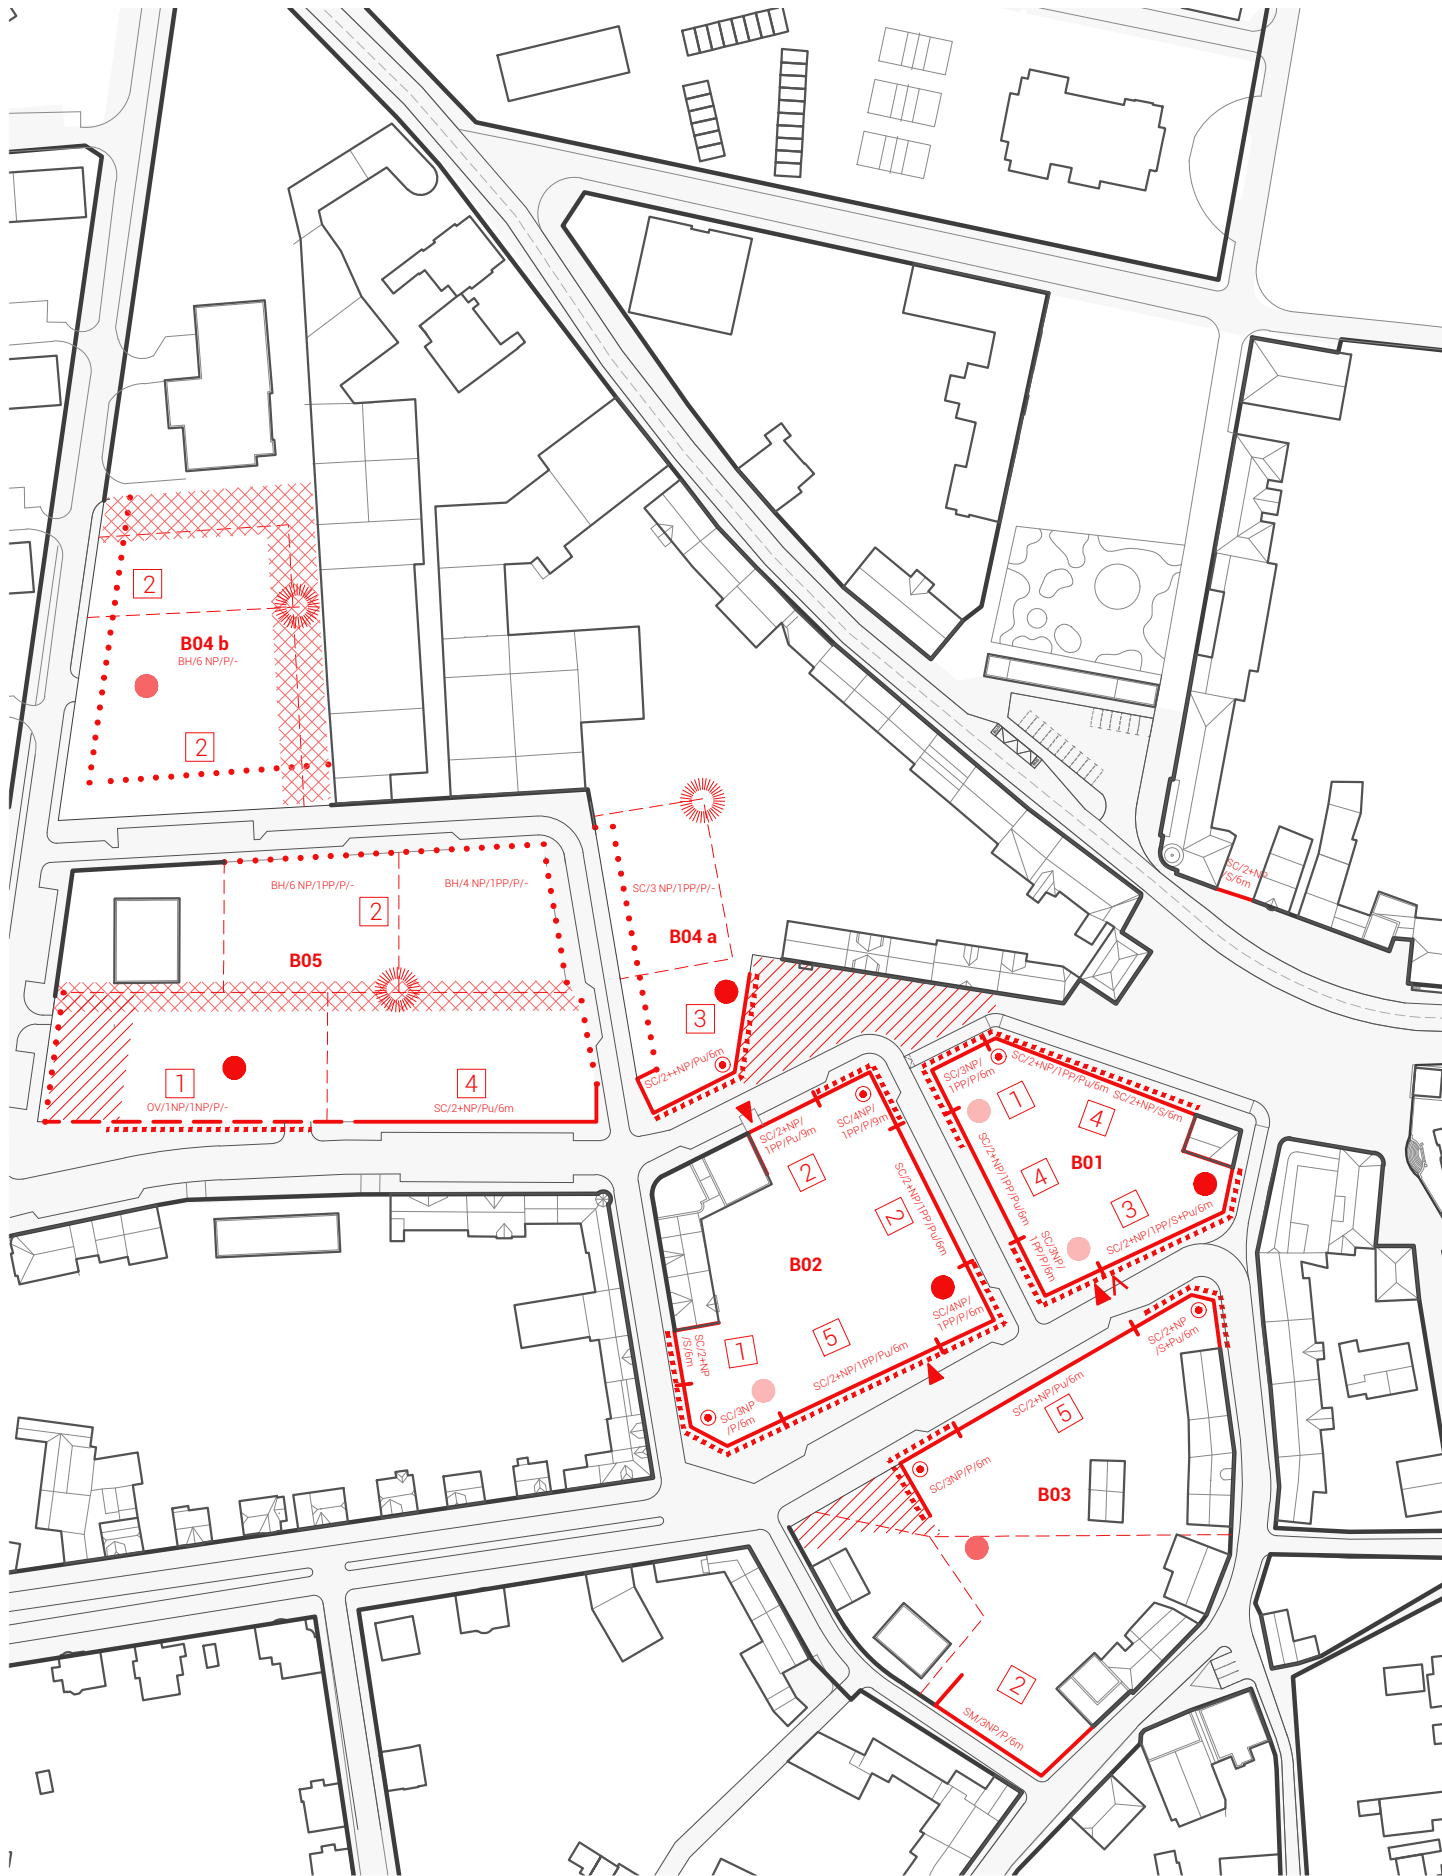 2
B04 b
BH/6 NP/P/-
2
SC/2+NP
/S/6m
BH/6 NP/1PP/P/-
BH/4 NP/1PP/P/-
2
B05
SC/3 NP/1PP/P/-
B04 a
3
SC/2++NP/Pu/6m
1
OV/1NP/1NP/P/-
4
SC/2+NP/Pu/6m
SC/2+NP/
1PP/Pu/9m
SC/4NP/
1PP/P/9m
2
2
SC/2+NP/1PP/Pu/6m
B02
SC/4NP/
1PP/P/6m
SC/2+NP
/S/6m
1
5
SC/2+NP/1PP/Pu/6m
SC/3NP
/P/6m
SC/3NP/
1PP/P/6m
SC/2+NP/1PP/Pu/6m
SC/2+NP/S/6m
1
4
SC/2+NP/1PP/Pu/6m
4
B01
3
SC/2+NP/1PP/S+Pu/6m
SC/3NP/
1PP/P/6m
SC/2+NP
/S+Pu/6m
SC/2+NP/Pu/6m
5
SC/3NP/P/6m
B03
2
SM/3NP/P/6m